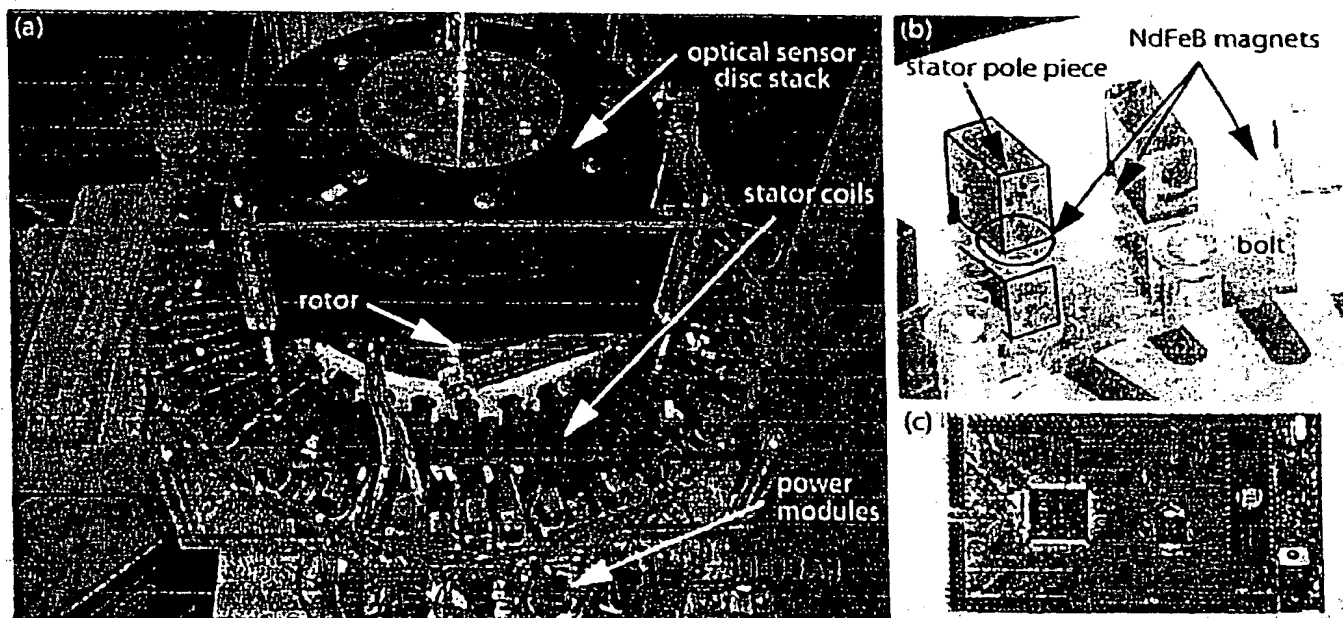 (a)
optical sensor
disc stack
stator coils
rotor
power
modules
(b)
NdFeB magnets
stator pole piece
bolt
(c)